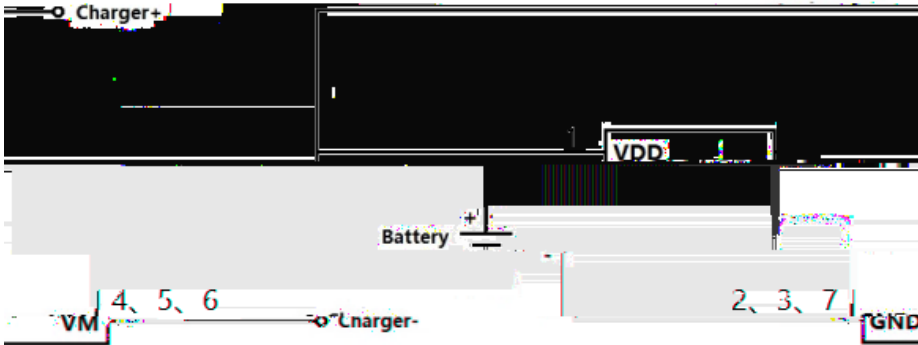 Charger+
1
VDD
+
Battery
-
4、5、6
2、3、7
VM
Charger-
GND